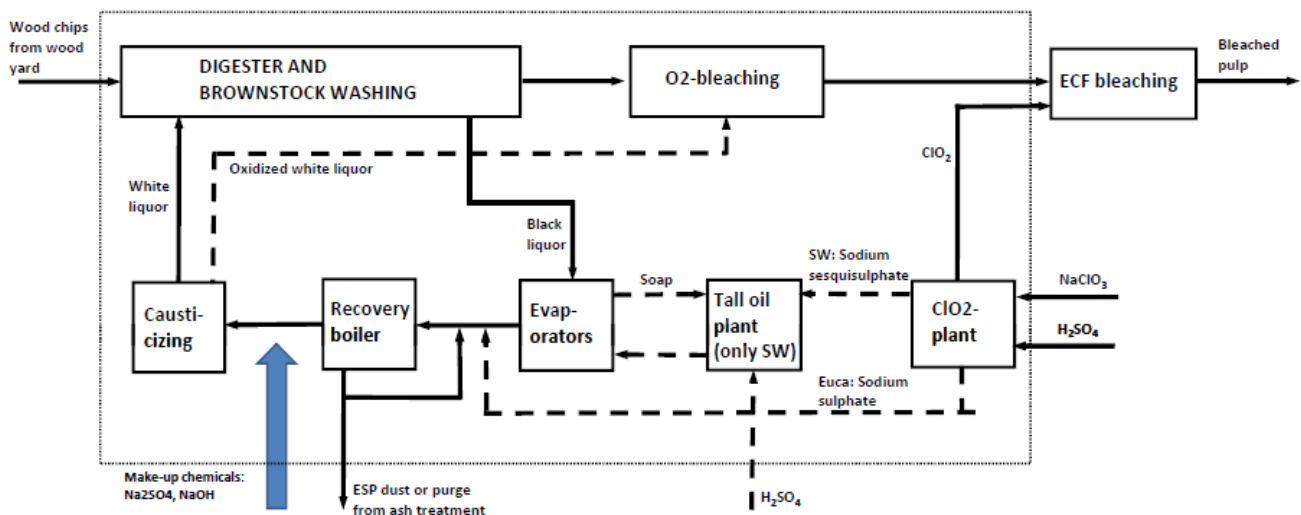 Wood chips
from wood
yard
DIGESTER AND
BROWNSTOCK WASHING
O2-bleaching
ECF bleaching
Bleached
pulp
Oxidized white liquor
White
liquor
ClO₂
Black
liquor
Soap
SW: Sodium
sesquisulphate
NaClO₃
H₂SO₄
Causti-
cizing
Recovery
boiler
Evap-
orators
Tall oil
plant
(only SW)
ClO2-
plant
Euca: Sodium
sulphate
Make-up chemicals:
Na2SO4, NaOH
ESP dust or purge
from ash treatment
H₂SO₄